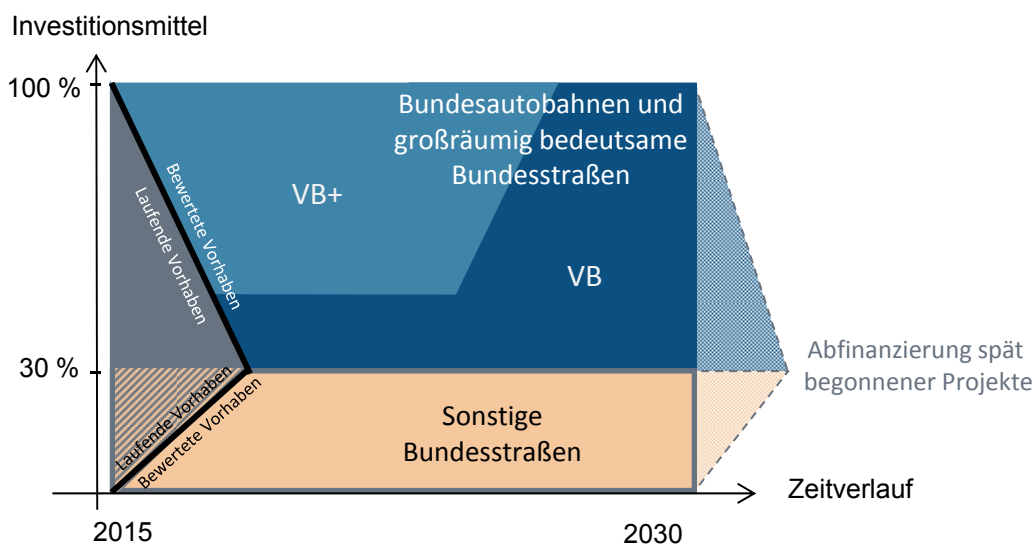 Investitionsmittel
100 %
Bundesautobahnen und
großräumig bedeutsame
Bundesstraßen
VB+
Bewertete Vorhaben
Laufende Vorhaben
VB
30 %
Abfinanzierung spät
begonnener Projekte
Laufende Vorhaben
Bewertete Vorhaben
Sonstige
Bundesstraßen
Zeitverlauf
2015
2030